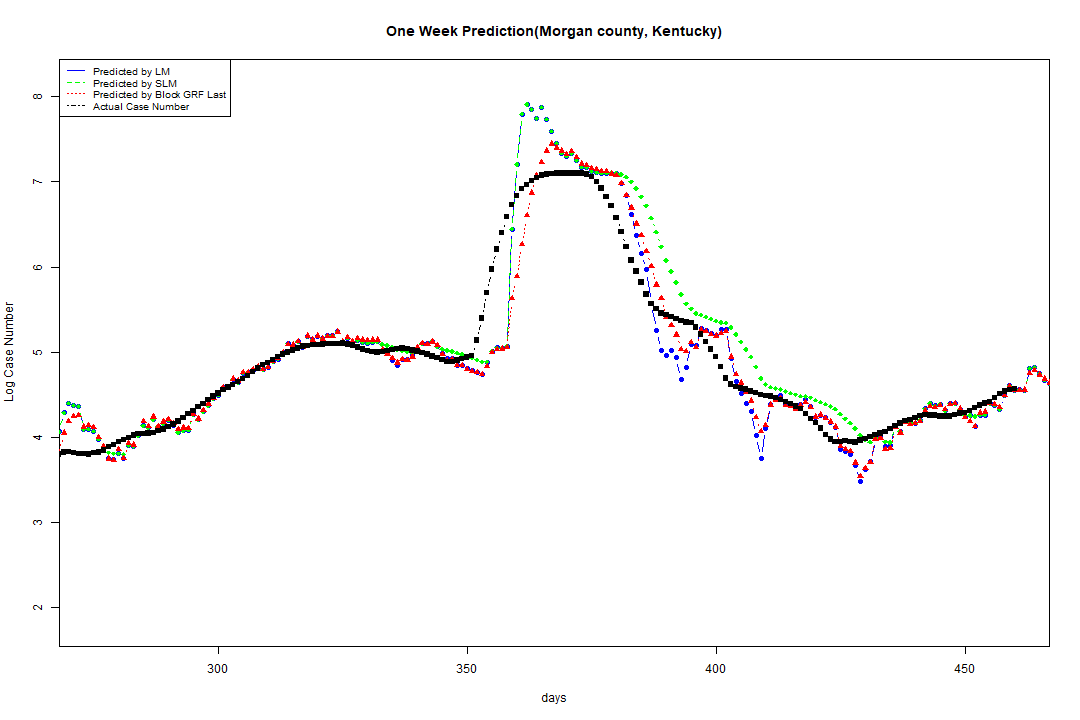 One Week Prediction(Morgan county, Kentucky)
Predicted by LM
Predicted by SLM
Predicted by Block GRF Last
Actual Case Number
8
7
6
5
4
3
2
Log Case Number
300 350 400 450
days